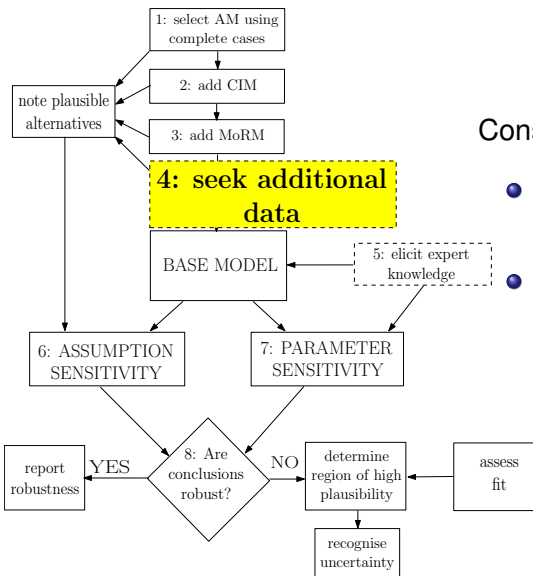 1: select AM using
complete cases
2: add CIM
note plausible
alternatives
3: add MoRM
Cons
4: seek additional
data
BASE MODEL
5: elicit expert
knowledge
6: ASSUMPTION
SENSITIVITY
7: PARAMETER
SENSITIVITY
8: Are
conclusions
robust?
YES
NO
report
robustness
determine
region of high
plausibility
assess
fit
recognise
uncertainty